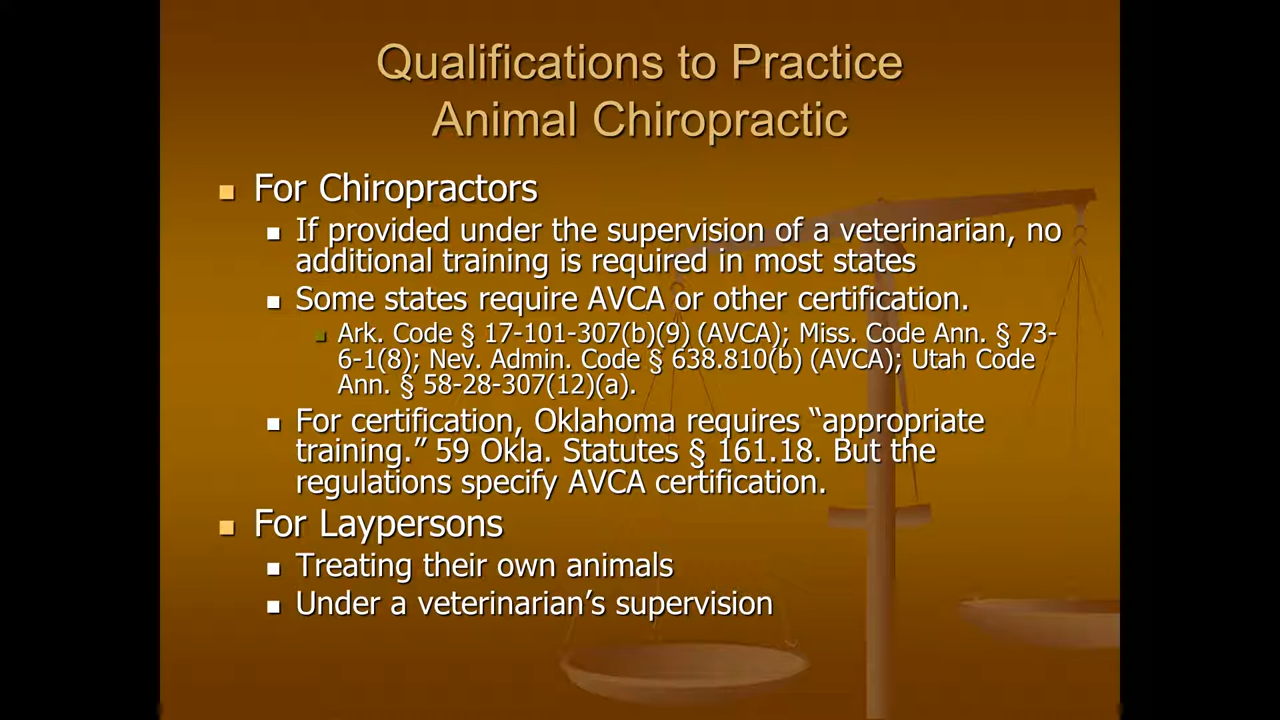 Qualifications to Practice
Animal Chiropractic
For Chiropractors
If provided under the supervision of a veterinarian, no
additional training is required in most states
Some states require AVCA or other certification.
Ark. Code § 17-101-307(b)(9) (AVCA); Miss. Code Ann. § 73-
6-1(8); Nev. Admin. Code § 638.810(b) (AVCA); Utah Code
Ann. § 58-28-307(12)(a).
For certification, Oklahoma requires “appropriate
training.” 59 Okla. Statutes § 161.18. But the
regulations specify AVCA certification.
For Laypersons
Treating their own animals
Under a veterinarian’s supervision